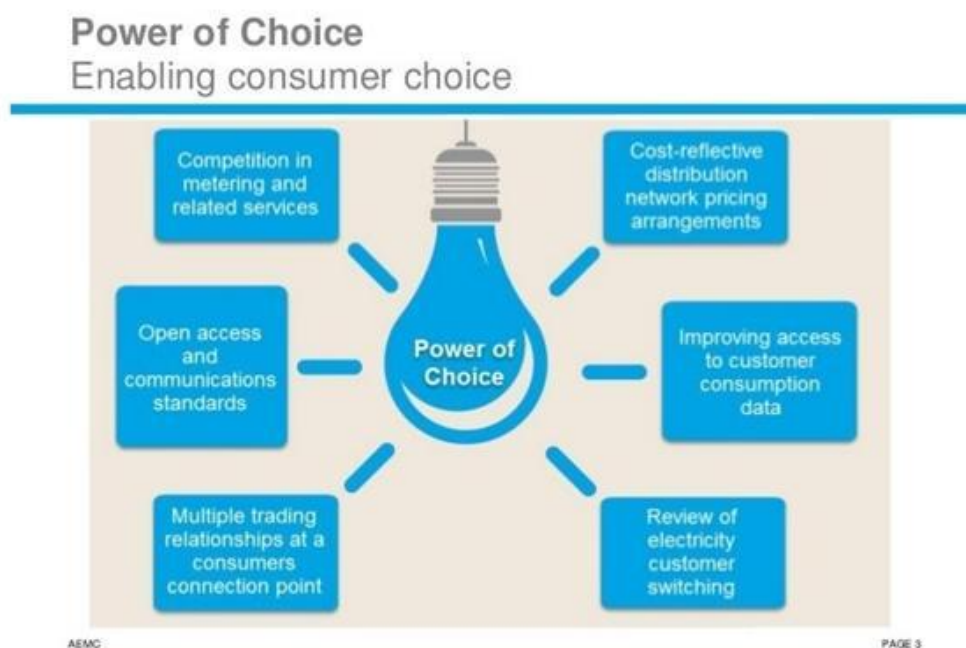 Power of Choice
Enabling consumer choice
Competition in
metering and
related services
Cost-reflective
distribution
network pricing
arrangements
Open access
and
communications
standards
Power of
Choice
Improving access
to customer
consumption
data
Multiple trading
relationships at a
consumers
connection point
Review of
electricity
customer
switching
AEMC
PAGE 3